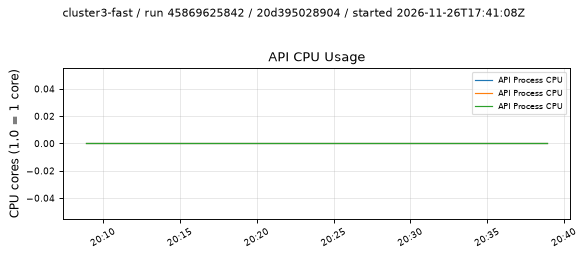 cluster3-fast / run 45869625842 / 20d395028904 / started 2026-11-26T17:41:08Z
API CPU Usage
CPU cores (1.0 = 1 core)
0.04
0.02
0.00
−0.02
−0.04
API Process CPU
API Process CPU
API Process CPU
20:10
20:15
20:20
20:25
20:30
20:35
20:40